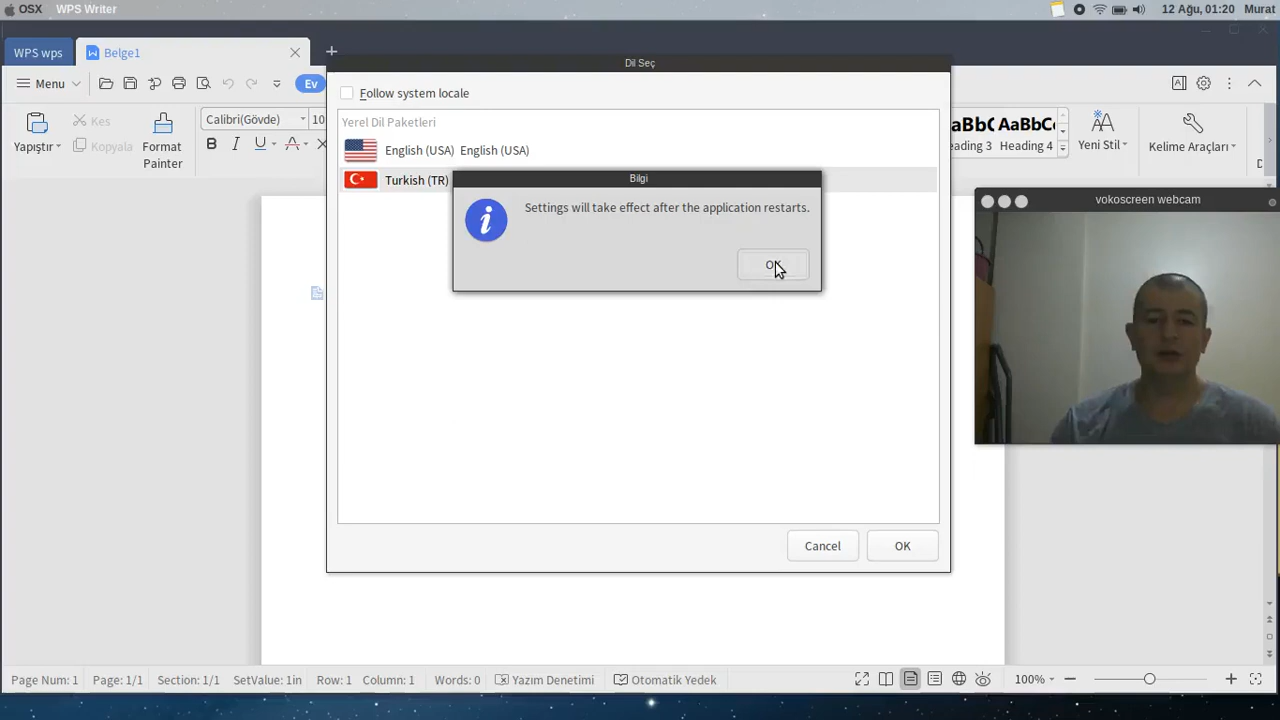 OSX WPS Writer 12 Ağu, 01:20 Murat
WPS wps Belge1
Menu Ev
Yapıştır Kes Kopyala Format Painter Calibri(Gövde) 10
B I U A
AaBb( AaBbC
Heading 3 Heading 4 Yeni Stil Kelime Araçları
Dil Seç
Follow system locale
Yerel Dil Paketleri
English (USA) English (USA)
Turkish (TR)
Bilgi
Settings will take effect after the application restarts.
OK
Cancel OK
vokoscreen webcam
Page Num: 1 Page: 1/1 Section: 1/1 SetValue: 1in Row: 1 Column: 1 Words: 0 Yazım Denetimi Otomatik Yedek 100%